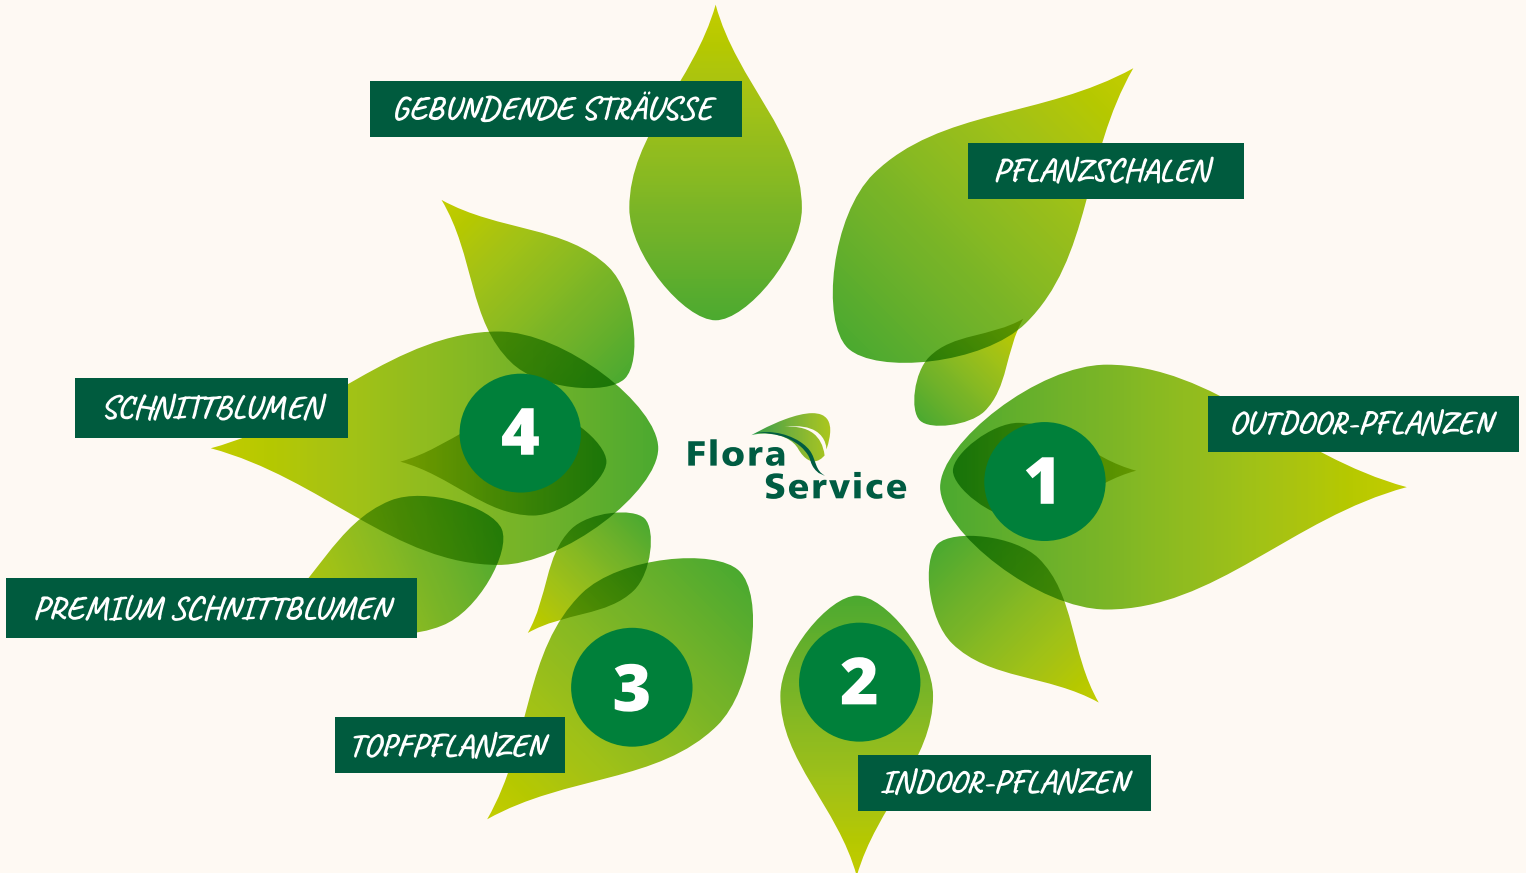 GEBUNDENDE STRÄUSSE
PFLANZSCHALEN
SCHNITTBLUMEN
4
Flora
Service
OUTDOOR-PFLANZEN
1
PREMIUM SCHNITTBLUMEN
3
2
TOPFPFLANZEN
INDOOR-PFLANZEN